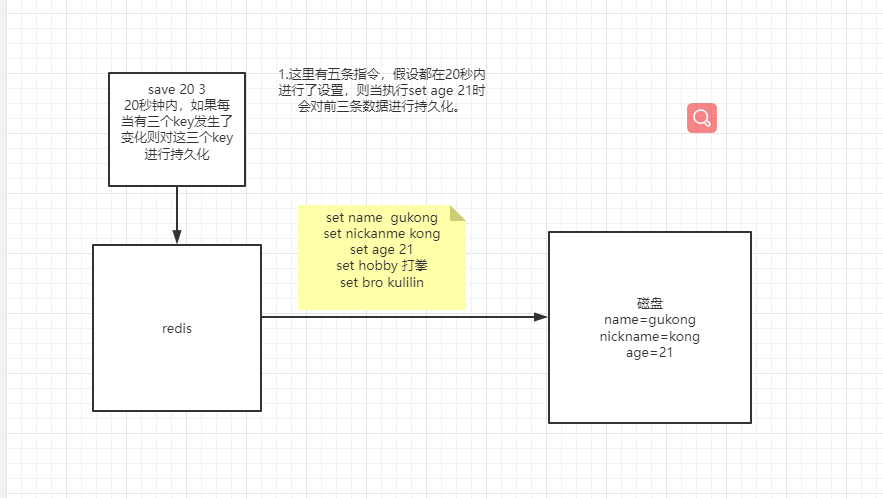 save 20 3
20秒钟内，如果每
当有三个key发生了
变化则对这三个key
进行持久化
1.这里有五条指令，假设都在20秒内
进行了设置，则当执行set age 21时
会对前三条数据进行持久化。
set name  gukong
set nickanme kong
set age 21
set hobby 打拳
set bro kulilin
redis
磁盘
name=gukong
nickname=kong
age=21